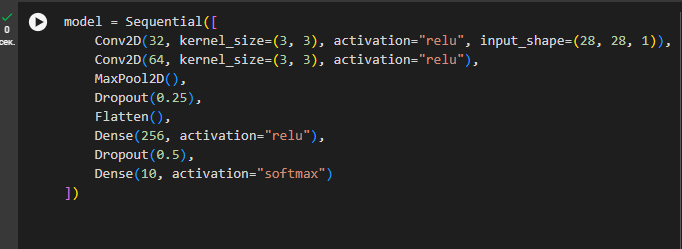 0
сек.
model = Sequential([
    Conv2D(32, kernel_size=(3, 3), activation="relu", input_shape=(28, 28, 1)),
    Conv2D(64, kernel_size=(3, 3), activation="relu"),
    MaxPool2D(),
    Dropout(0.25),
    Flatten(),
    Dense(256, activation="relu"),
    Dropout(0.5),
    Dense(10, activation="softmax")
])